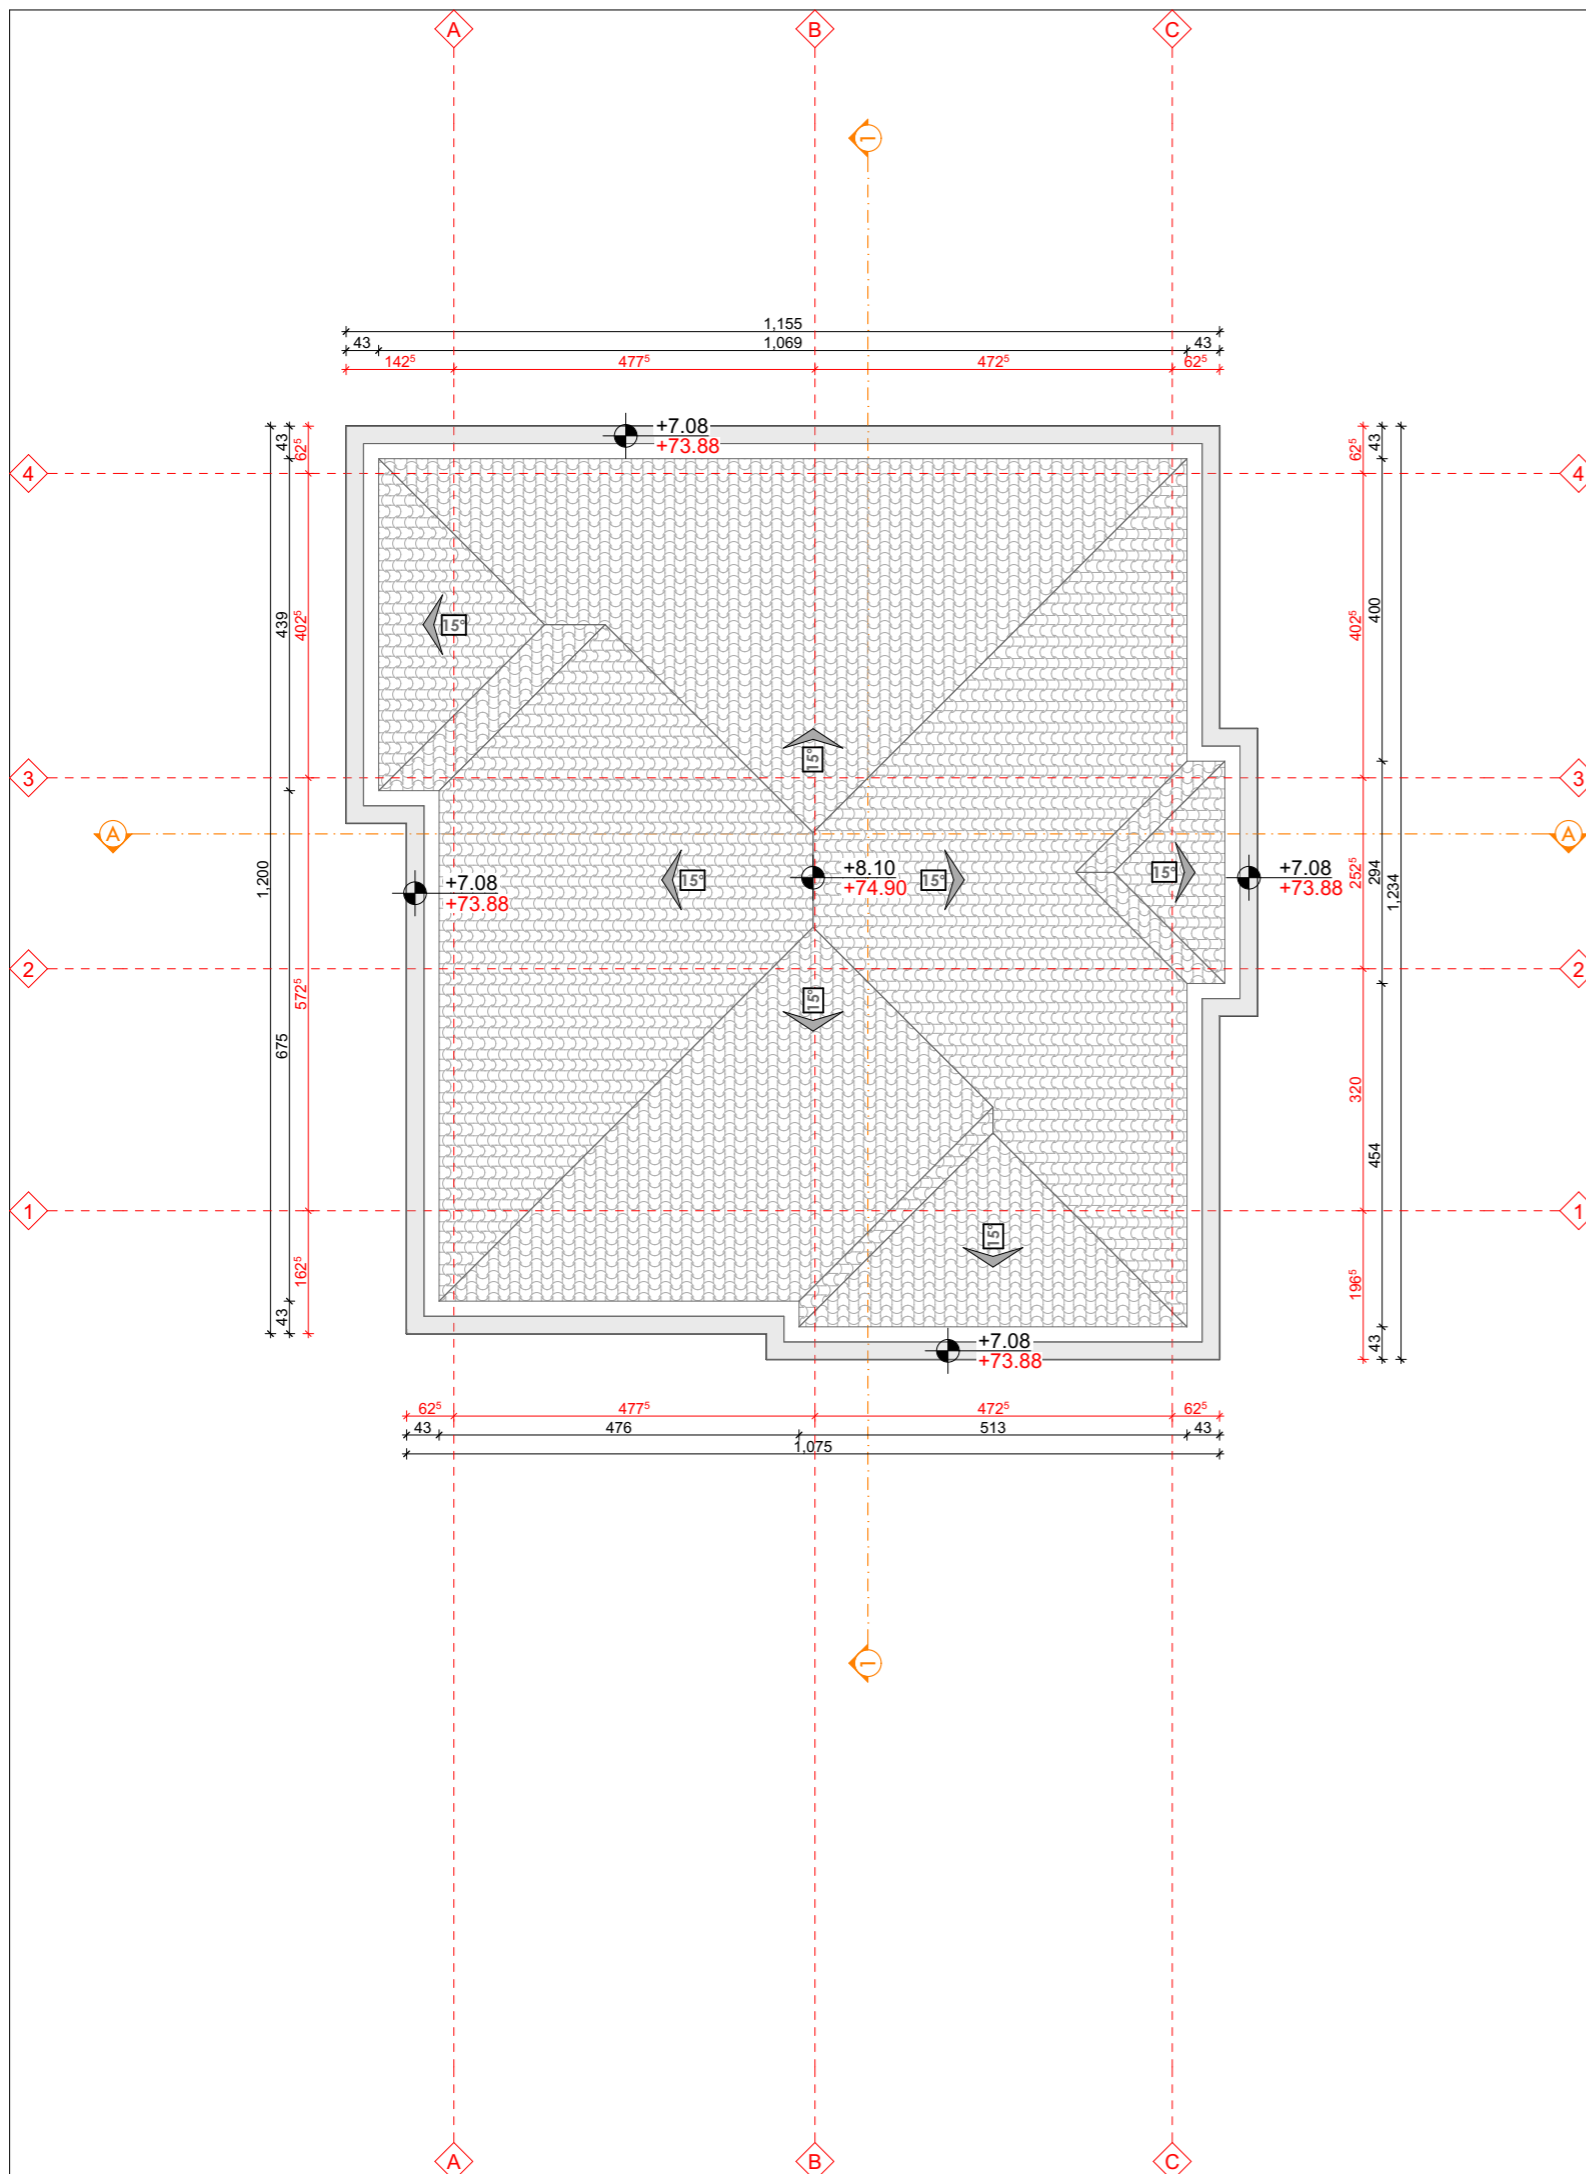 A B C
1
1,155
43 1,069 43
142⁵ 477⁵ 472⁵ 62⁵
+7.08
+73.88
43 62⁵ 62⁵ 43
4 4
439 402⁵ 402⁵ 400
15°
15°
3 3
A A
1,200 572⁵ 252⁵ 294 1,234
+7.08
+73.88
15°
+8.10
+74.90
15°
15°
+7.08
+73.88
2 2
15°
675 320
454
1 1
15°
162⁵ 196⁵
43 43
+7.08
+73.88
62⁵ 477⁵ 472⁵ 62⁵
43 476 513 43
1,075
1
A B C